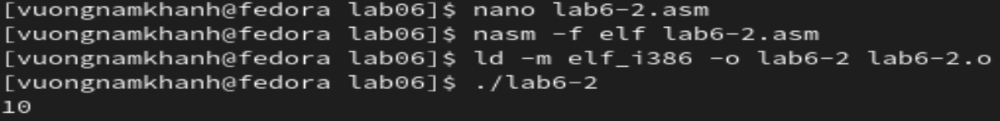 [vuongnamkhanh@fedora lab06]$ nano lab6-2.asm
[vuongnamkhanh@fedora lab06]$ nasm -f elf lab6-2.asm
[vuongnamkhanh@fedora lab06]$ ld -m elf_i386 -o lab6-2 lab6-2.o
[vuongnamkhanh@fedora lab06]$ ./lab6-2
10